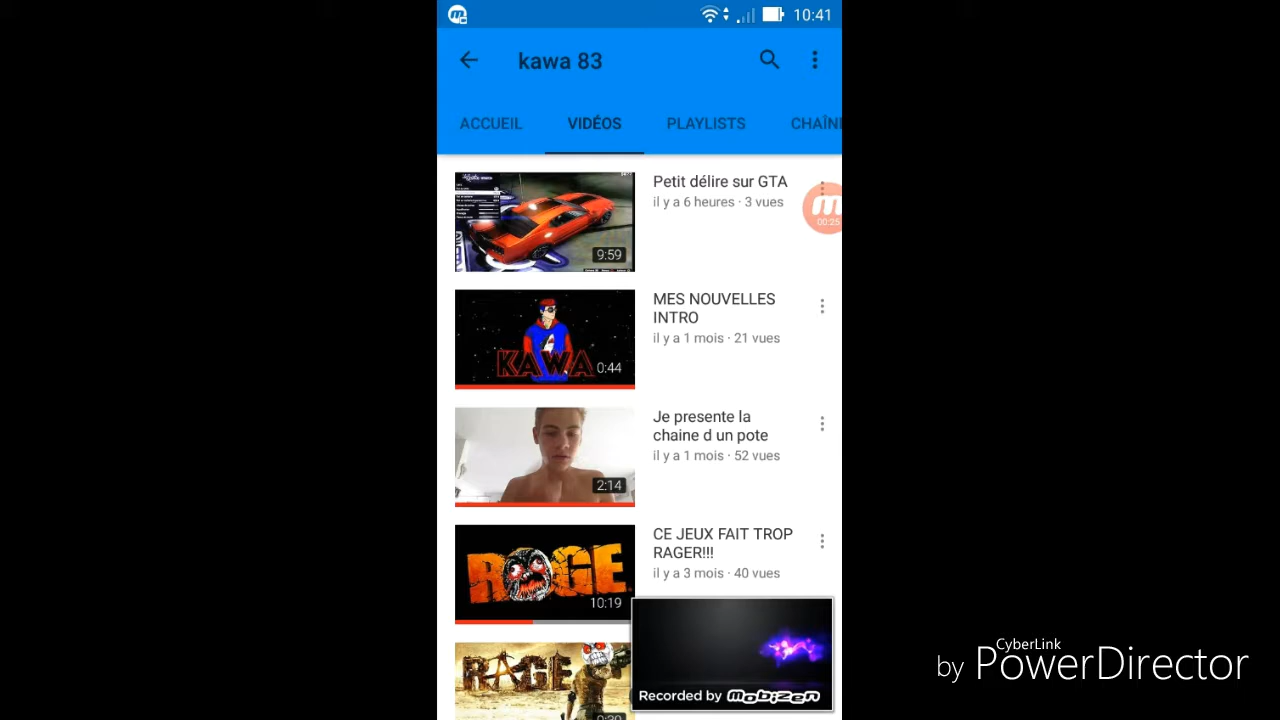 10:41
kawa 83
ACCUEIL VIDÉOS PLAYLISTS CHAÎNE
Petit délire sur GTA
il y a 6 heures · 3 vues
9:59
00:25
MES NOUVELLES
INTRO
il y a 1 mois · 21 vues
KAWA
0:44
Je presente la
chaine d un pote
il y a 1 mois · 52 vues
2:14
CE JEUX FAIT TROP
RAGER!!!
il y a 3 mois · 40 vues
RAGE
10:19
RAGE
Recorded by Mobizen
CyberLink
by PowerDirector